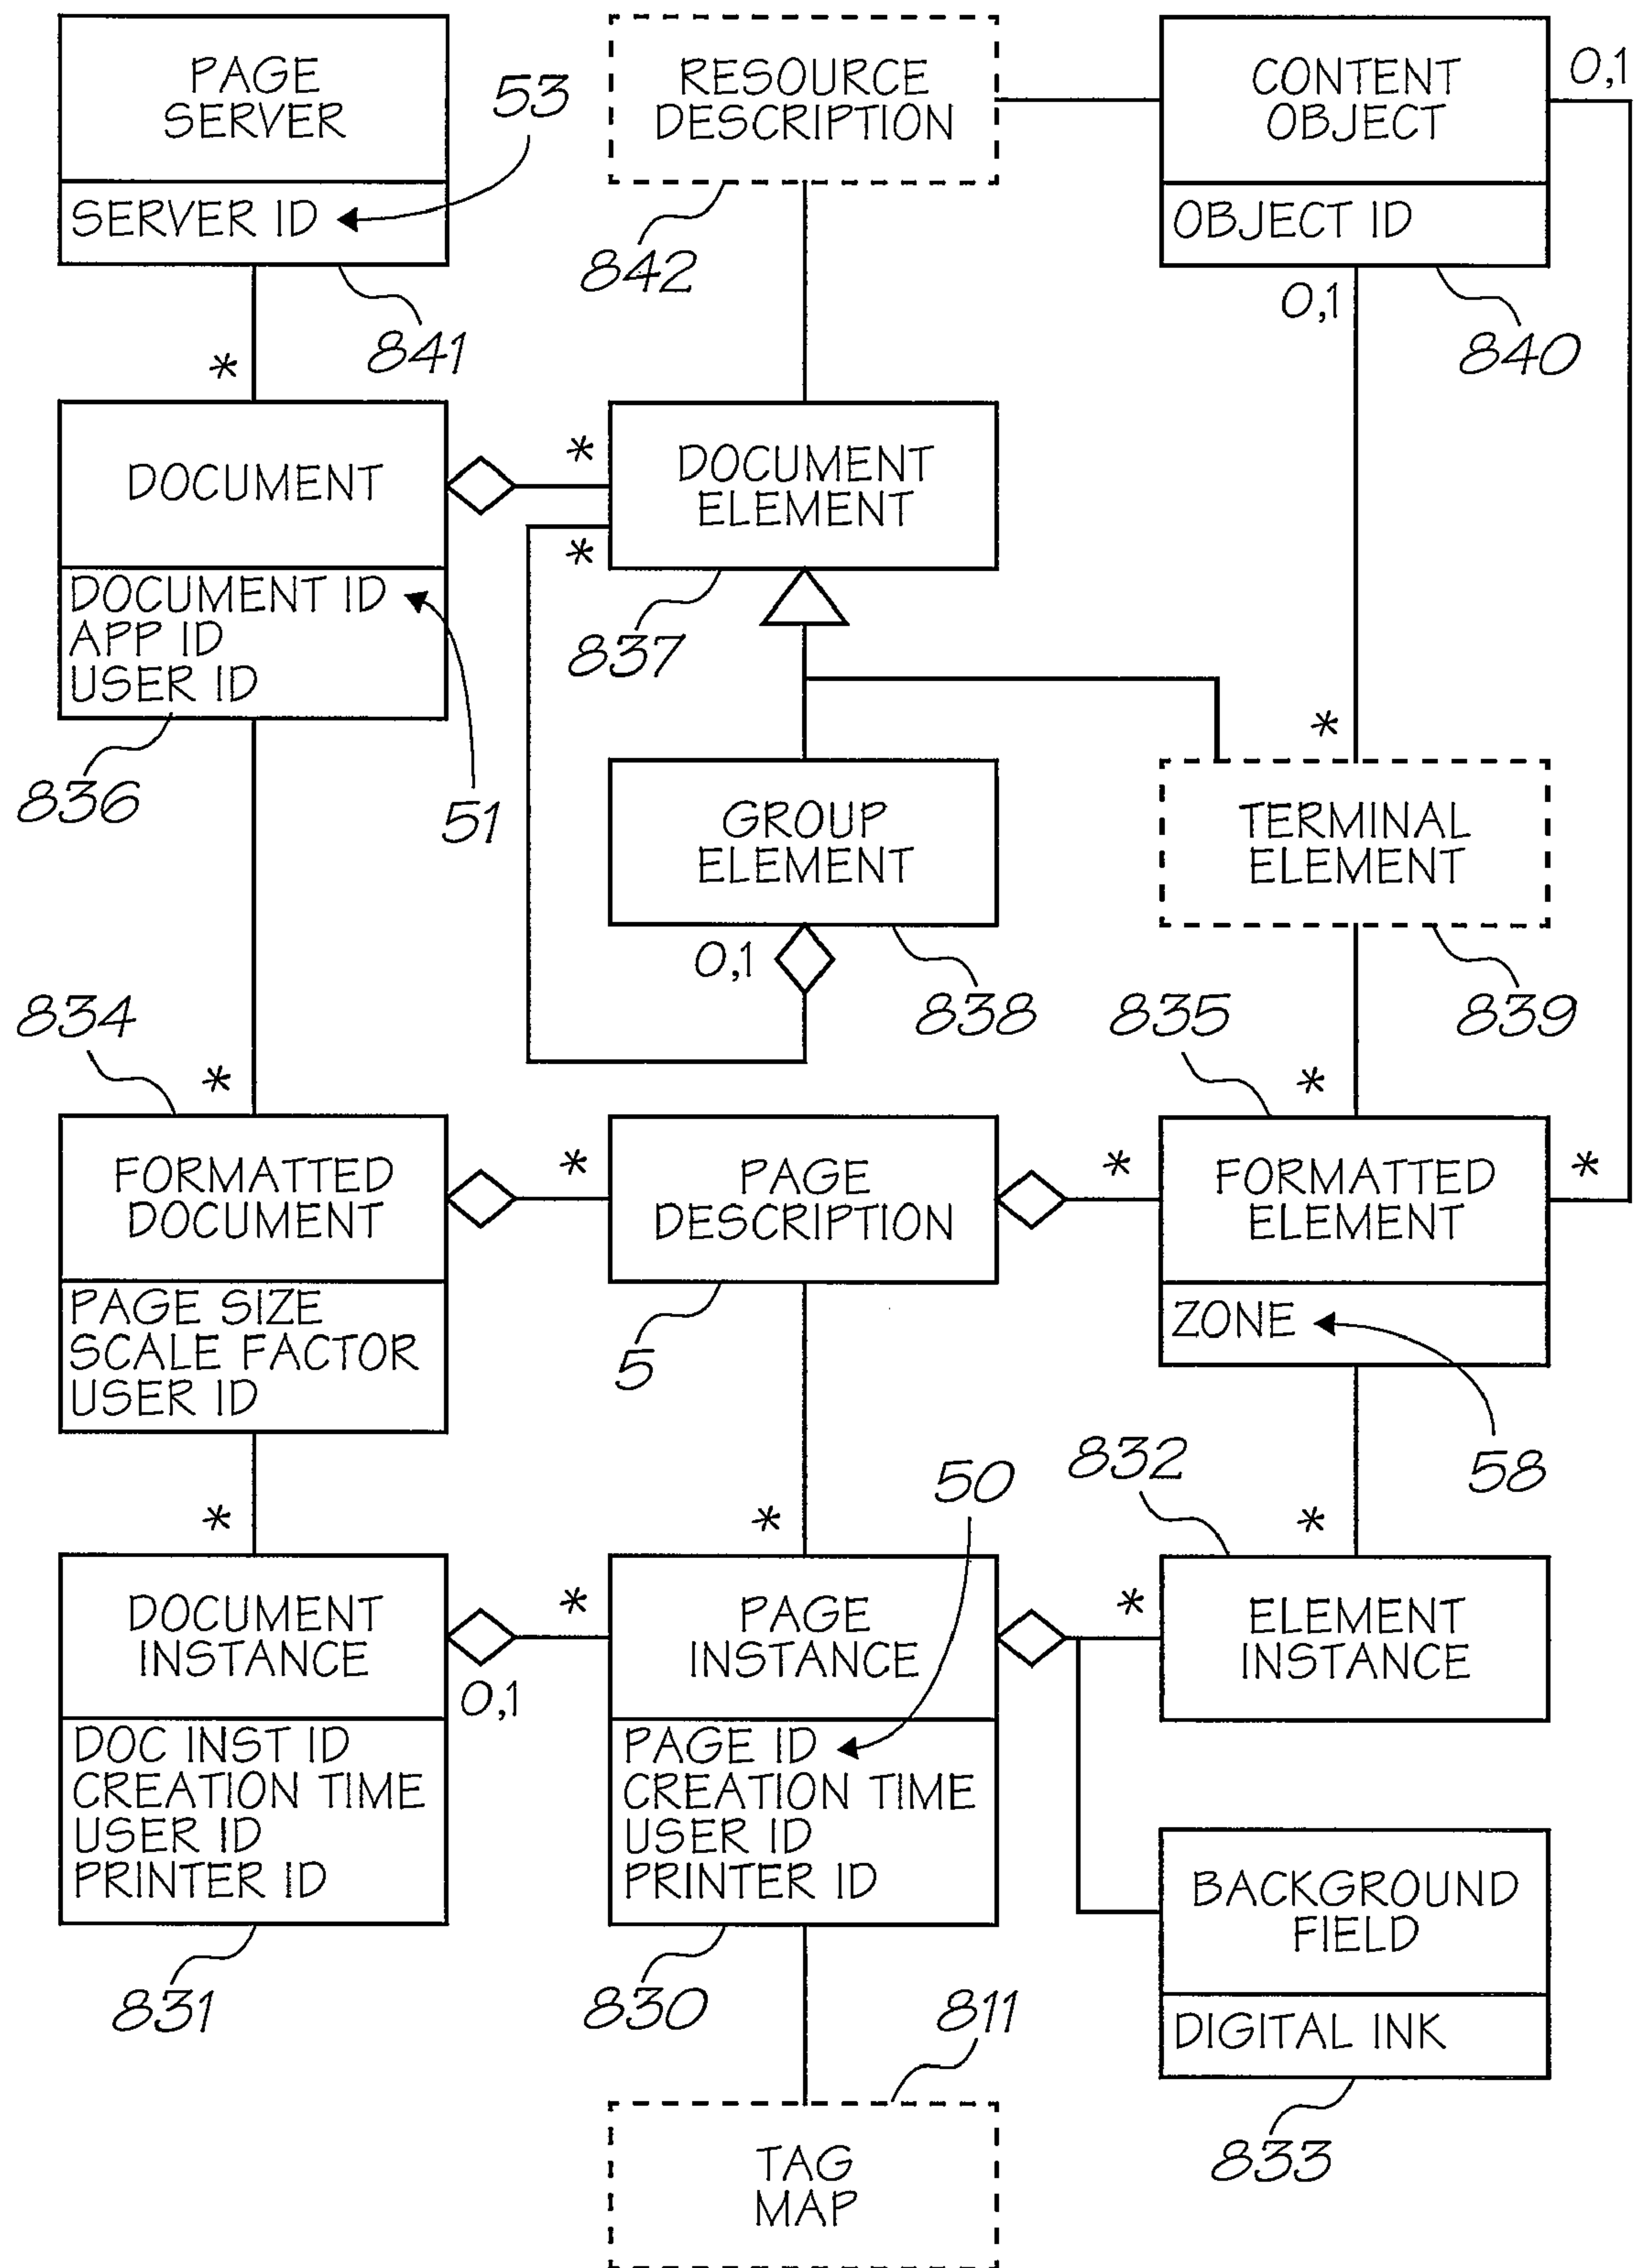 PAGE
SERVER
SERVER ID
53
841
RESOURCE
DESCRIPTION
842
CONTENT
OBJECT
OBJECT ID
0,1
0,1
840
*
DOCUMENT
DOCUMENT ID
APP ID
USER ID
836
51
*
*
DOCUMENT
ELEMENT
837
GROUP
ELEMENT
0,1
838
*
TERMINAL
ELEMENT
839
834
*
FORMATTED
DOCUMENT
PAGE SIZE
SCALE FACTOR
USER ID
*
PAGE
DESCRIPTION
5
835
*
*
FORMATTED
ELEMENT
*
ZONE
58
*
DOCUMENT
INSTANCE
0,1
DOC INST ID
CREATION TIME
USER ID
PRINTER ID
831
*
*
50
PAGE
INSTANCE
PAGE ID
CREATION TIME
USER ID
PRINTER ID
830
832
*
*
ELEMENT
INSTANCE
BACKGROUND
FIELD
DIGITAL INK
833
811
TAG
MAP